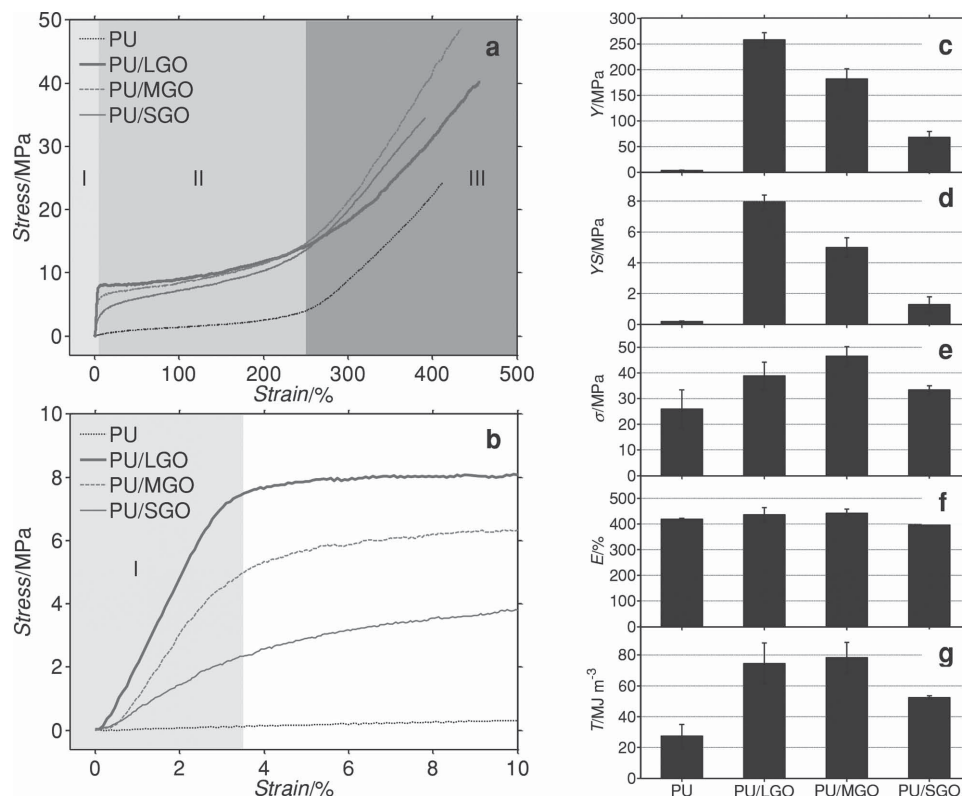 50
40
30
20
10
0
Stress/MPa
PU
PU/LGO
PU/MGO
PU/SGO
a
I
II
III
0
100
200
300
400
500
Strain/%
10
8
6
4
2
0
Stress/MPa
PU
PU/LGO
PU/MGO
PU/SGO
b
I
0
2
4
6
8
10
Strain/%
300
250
200
150
100
50
0
Y/MPa
c
8
6
4
2
0
YS/MPa
d
50
40
30
20
10
0
σ/MPa
e
500
400
300
200
100
0
E/%
f
80
60
40
20
0
T/MJ m⁻³
g
PU
PU/LGO
PU/MGO
PU/SGO